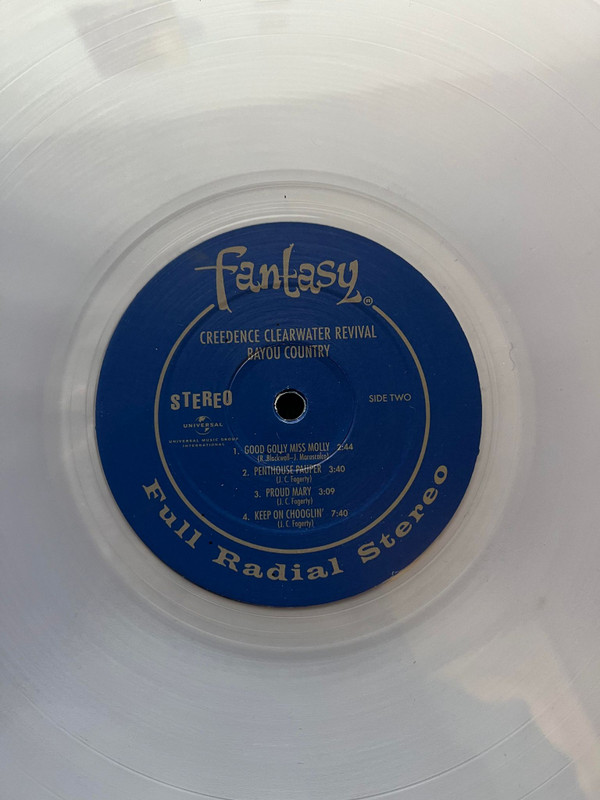 Fantasy
CREEDENCE CLEARWATER REVIVAL
BAYOU COUNTRY
STEREO
SIDE TWO
UNIVERSAL
UNIVERSAL MUSIC GROUP
INTERNATIONAL
1. GOOD GOLLY MISS MOLLY 2:44
(R. Blackwell–J. Marascalco)
2. PENTHOUSE PAUPER 3:40
(J. C. Fogerty)
3. PROUD MARY 3:09
(J. C. Fogerty)
4. KEEP ON CHOOGLIN' 7:40
(J. C. Fogerty)
Full Radial Stereo